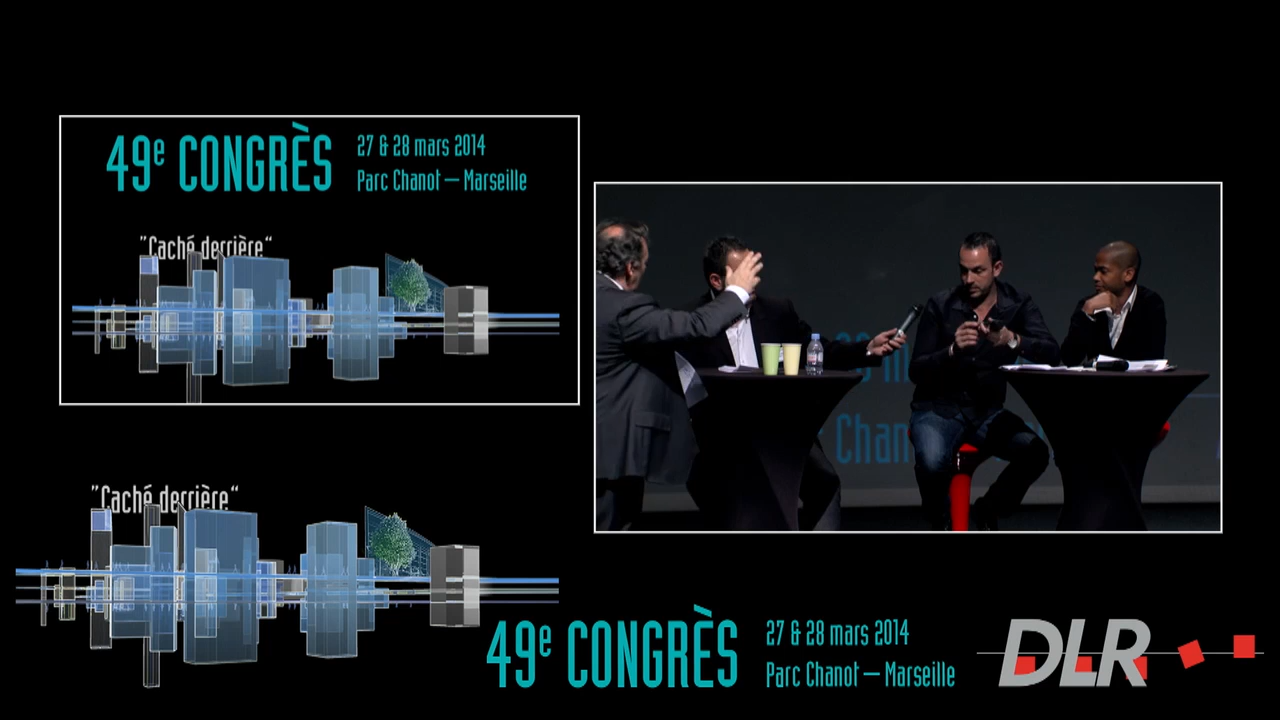 49e CONGRÈS
27 & 28 mars 2014
Parc Chanot — Marseille
"Caché derrière"
Chan
"Caché derrière"
49e CONGRÈS
27 & 28 mars 2014
Parc Chanot — Marseille
DLR